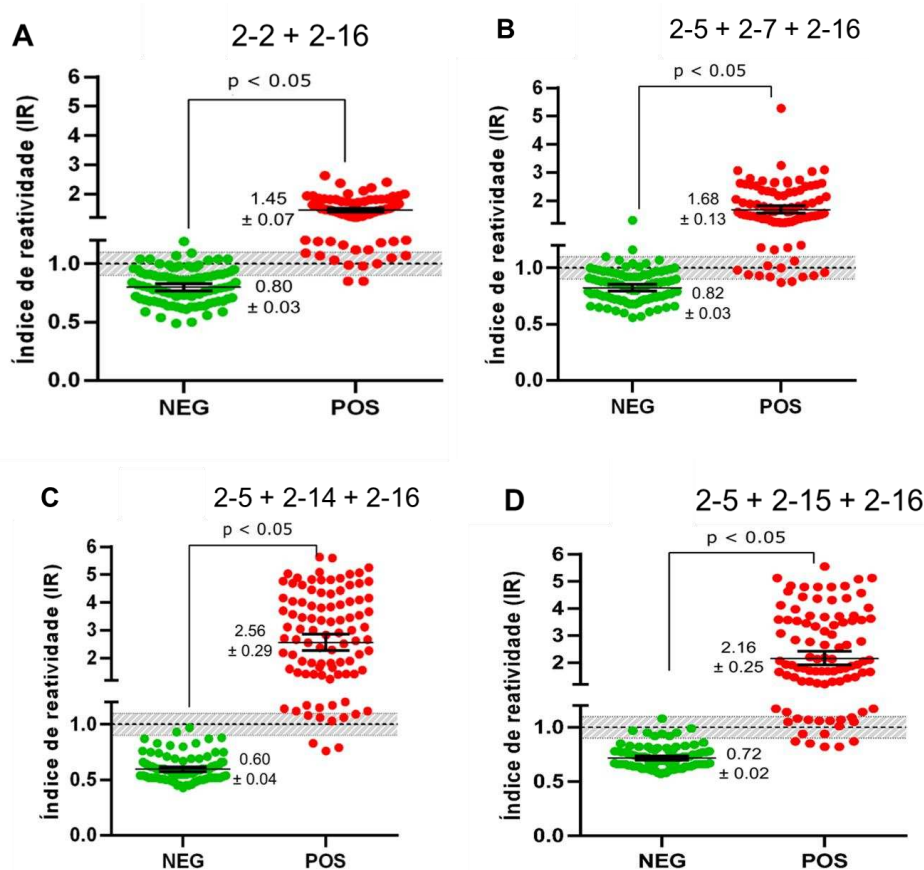 A
2-2 + 2-16
p < 0.05
Índice de reatividade (IR)
6
5
4
3
2
1.0
0.5
0.0
1.45
± 0.07
0.80
± 0.03
NEG
POS
B
2-5 + 2-7 + 2-16
p < 0.05
Índice de reatividade (IR)
6
5
4
3
2
1.0
0.5
0.0
1.68
± 0.13
0.82
± 0.03
NEG
POS
C
2-5 + 2-14 + 2-16
p < 0.05
Índice de reatividade (IR)
6
5
4
3
2
1.0
0.5
0.0
2.56
± 0.29
0.60
± 0.04
NEG
POS
D
2-5 + 2-15 + 2-16
p < 0.05
Índice de reatividade (IR)
6
5
4
3
2
1.0
0.5
0.0
2.16
± 0.25
0.72
± 0.02
NEG
POS